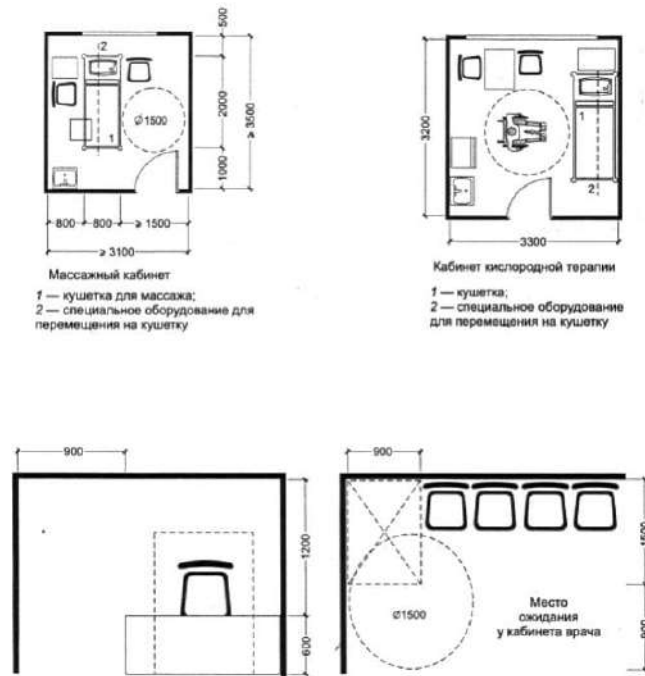 2
500
2000
≥ 3500
1000
Ø1500
1
800
800
≥ 1500
≥ 3100
Массажный кабинет
1 — кушетка для массажа;
2 — специальное оборудование для
перемещения на кушетку
3200
1
2
3300
Кабинет кислородной терапии
1 — кушетка;
2 — специальное оборудование
для перемещения на кушетку
900
1200
600
900
1500
Ø1500
Место
ожидания
у кабинета врача
900